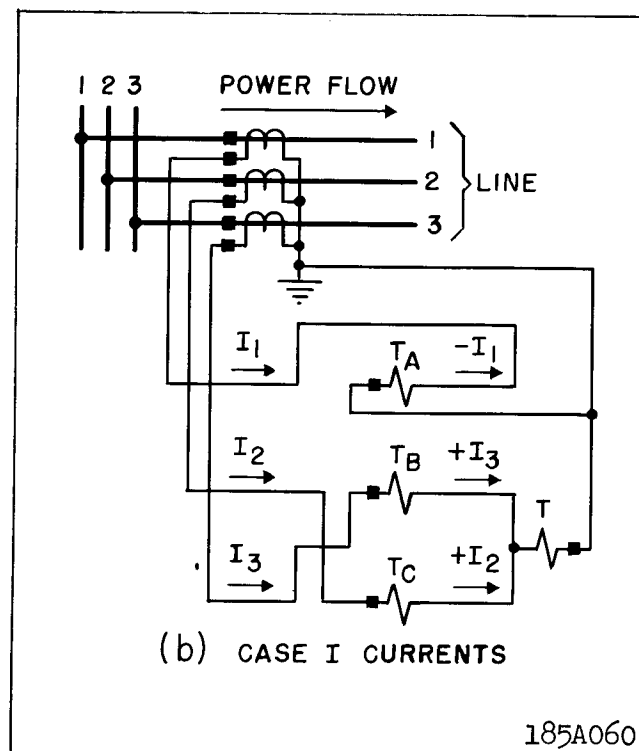 1 2 3 POWER FLOW
1
2 LINE
3
I1
TA -I1
I2
TB +I3
T
I3
TC +I2
(b) CASE I CURRENTS
185A060